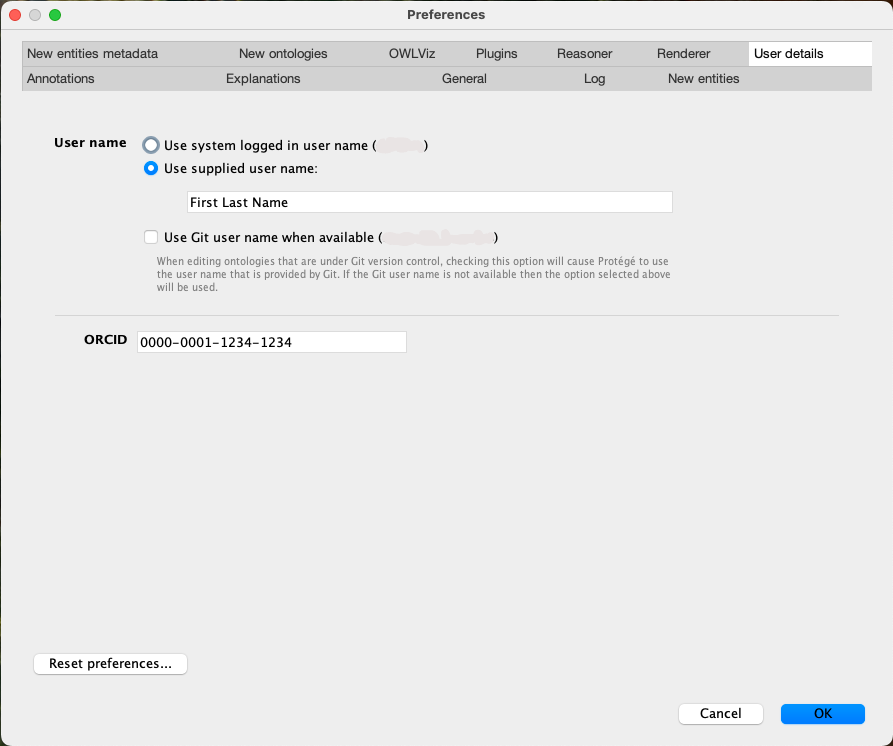 Preferences
New entities metadata New ontologies OWLViz Plugins Reasoner Renderer User details
Annotations Explanations General Log New entities
User name Use system logged in user name ( )
Use supplied user name:
First Last Name
Use Git user name when available ( )
When editing ontologies that are under Git version control, checking this option will cause Protégé to use
the user name that is provided by Git. If the Git user name is not available then the option selected above
will be used.
ORCID 0000-0001-1234-1234
Reset preferences...
Cancel OK